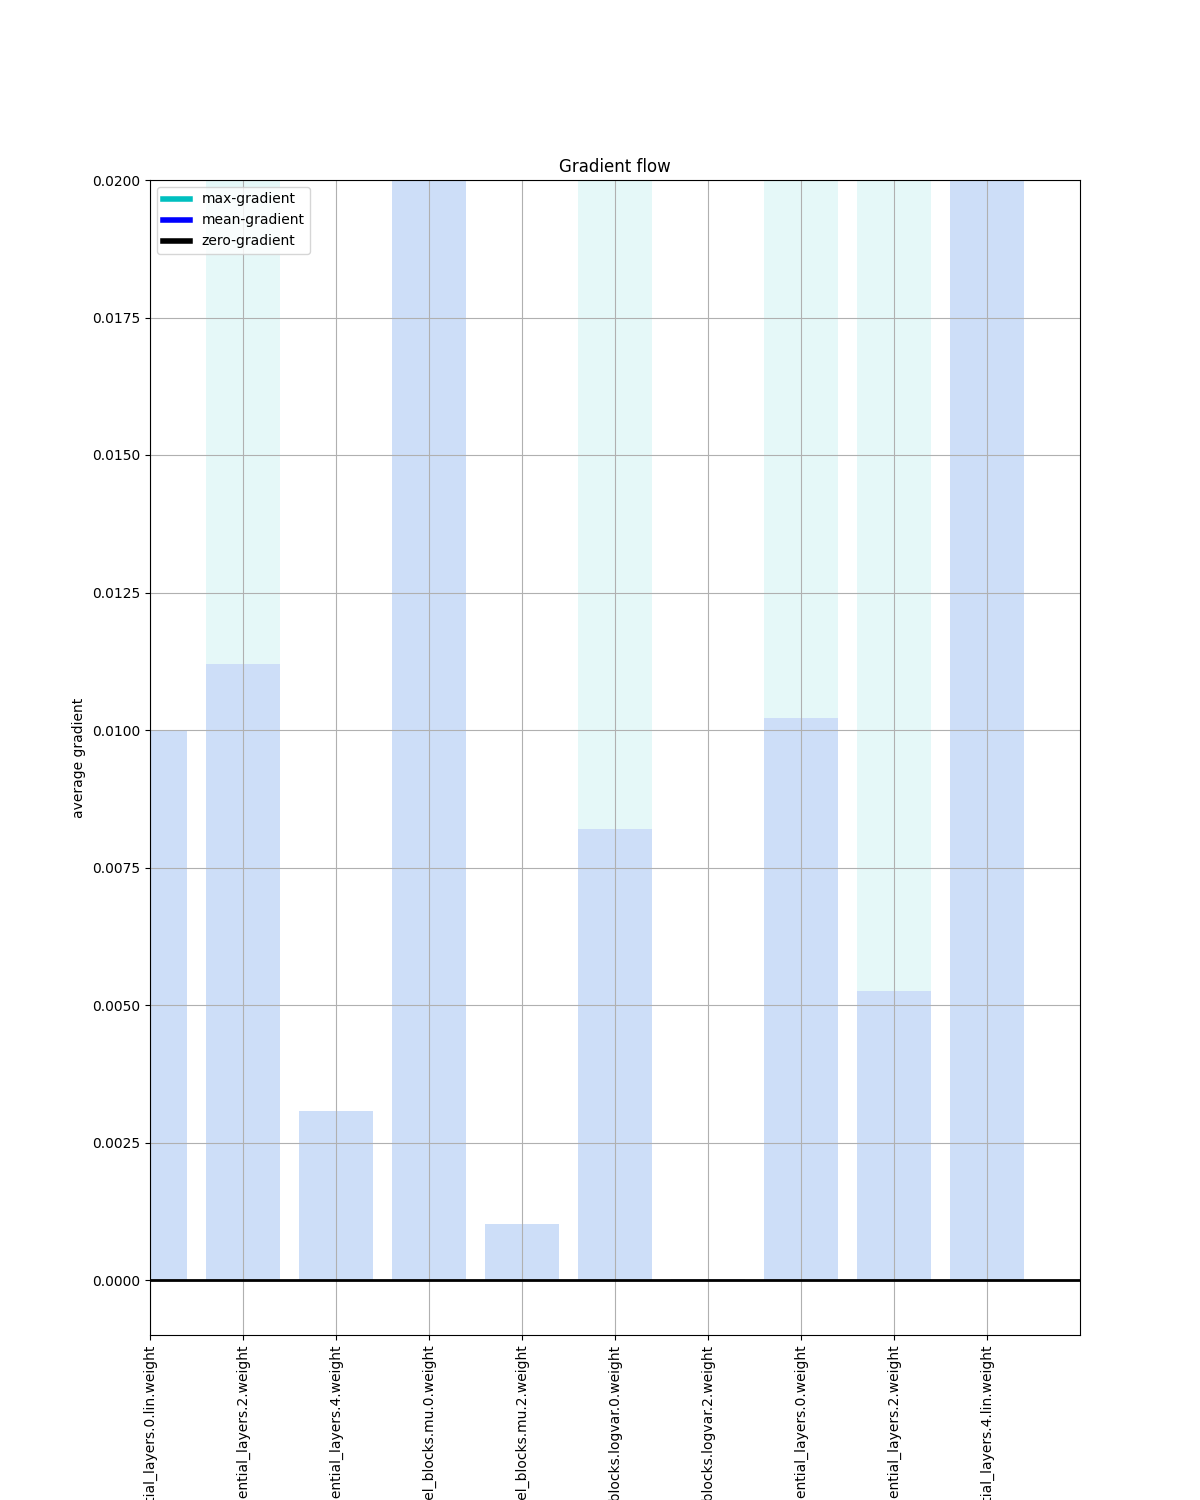 Gradient flow
max-gradient
mean-gradient
zero-gradient
0.0200
0.0175
0.0150
0.0125
0.0100
0.0075
0.0050
0.0025
0.0000
average gradient
tial_layers.0.lin.weight
ential_layers.2.weight
ential_layers.4.weight
el_blocks.mu.0.weight
el_blocks.mu.2.weight
blocks.logvar.0.weight
blocks.logvar.2.weight
ential_layers.0.weight
ential_layers.2.weight
tial_layers.4.lin.weight